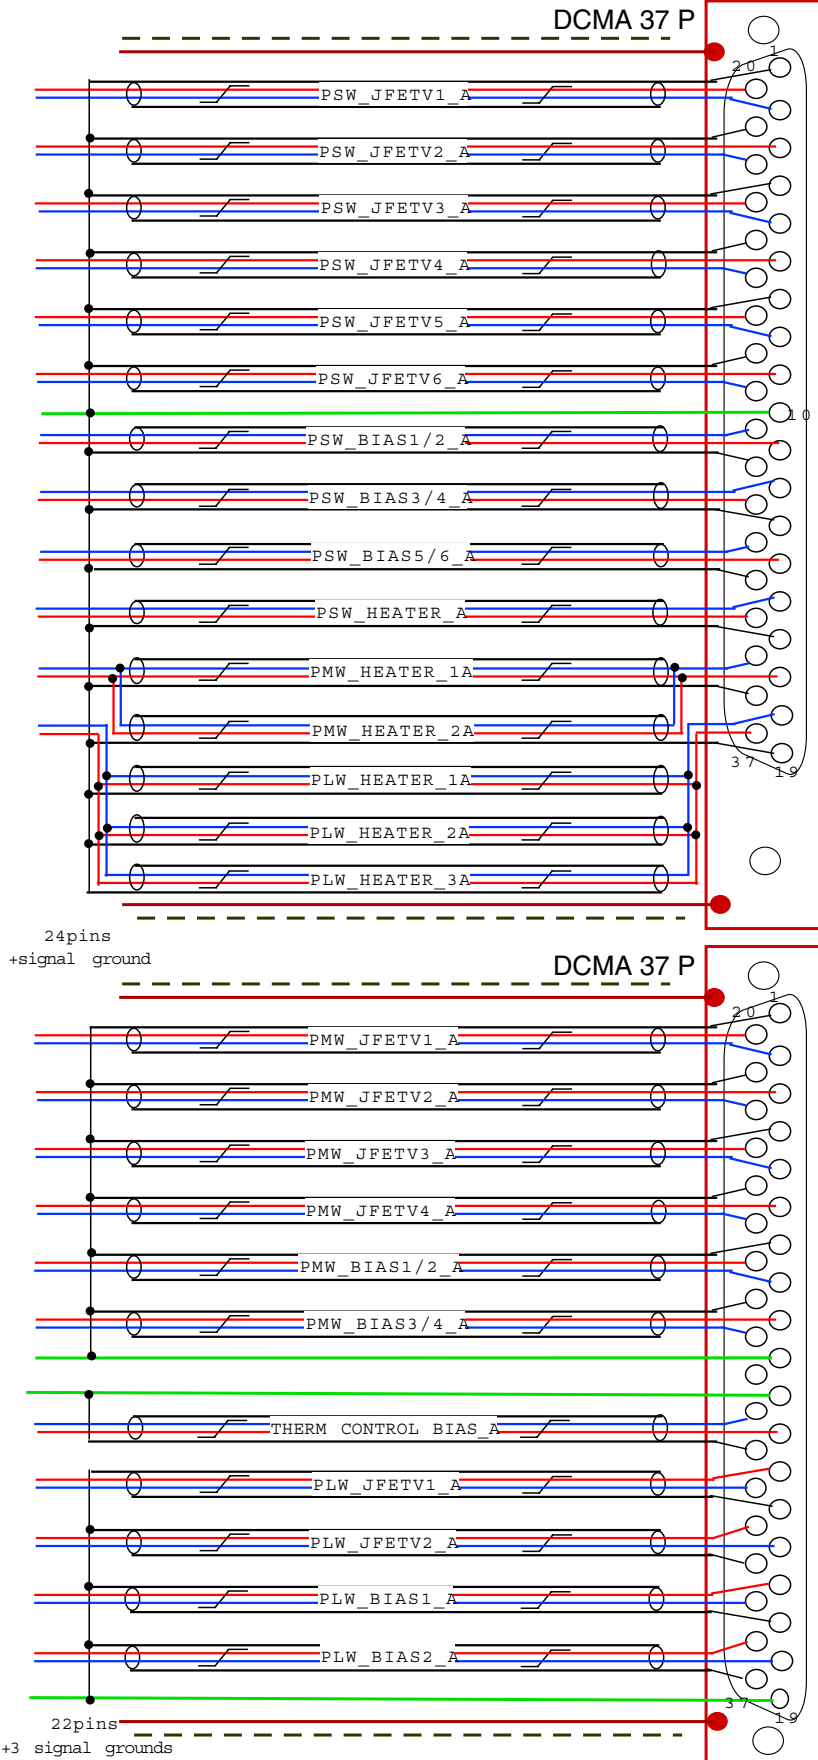 DCMA 37 P
1
20
PSW_JFETV1_A
PSW_JFETV2_A
PSW_JFETV3_A
PSW_JFETV4_A
PSW_JFETV5_A
PSW_JFETV6_A
10
PSW_BIAS1/2_A
PSW_BIAS3/4_A
PSW_BIAS5/6_A
PSW_HEATER_A
PMW_HEATER_1A
PMW_HEATER_2A
37
19
PLW_HEATER_1A
PLW_HEATER_2A
PLW_HEATER_3A
24pins
+signal ground
DCMA 37 P
1
20
PMW_JFETV1_A
PMW_JFETV2_A
PMW_JFETV3_A
PMW_JFETV4_A
PMW_BIAS1/2_A
PMW_BIAS3/4_A
THERM CONTROL BIAS_A
PLW_JFETV1_A
PLW_JFETV2_A
PLW_BIAS1_A
PLW_BIAS2_A
37
19
22pins
+3 signal grounds